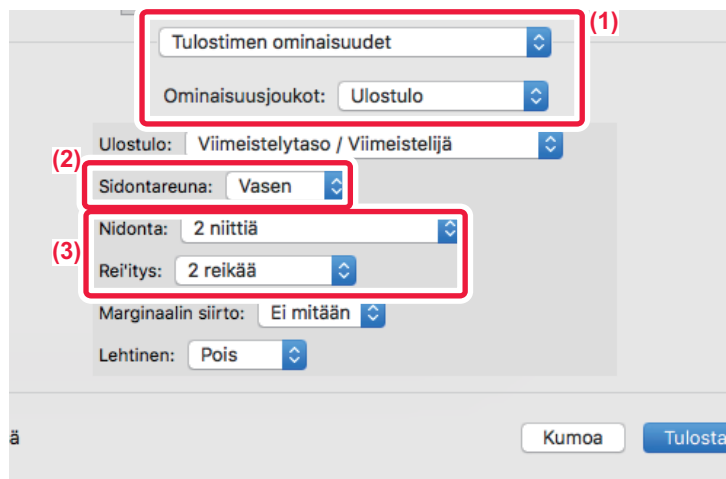 (1)
Tulostimen ominaisuudet
Ominaisuusjoukot: Ulostulo
Ulostulo: Viimeistelytaso / Viimeistelijä
(2)
Sidontareuna: Vasen
Nidonta: 2 niittiä
(3)
Rei'itys: 2 reikää
Marginaalin siirto: Ei mitään
Lehtinen: Pois
ä Kumoa Tulosta